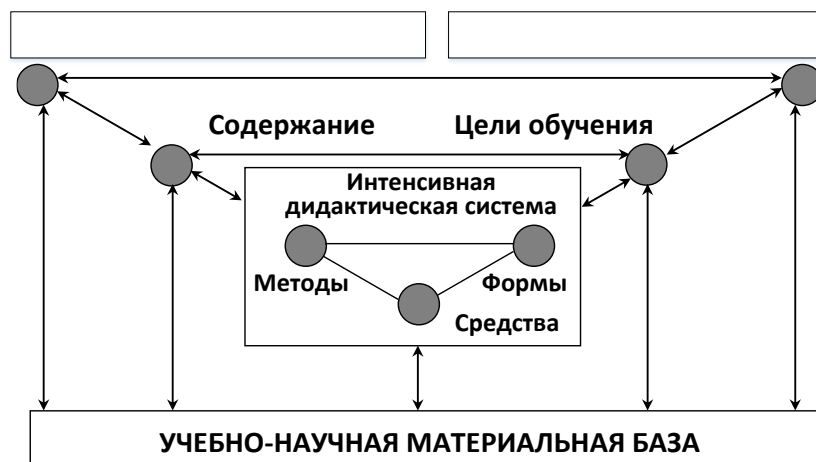 Содержание
Цели обучения
Интенсивная
дидактическая система
Методы
Формы
Средства
УЧЕБНО-НАУЧНАЯ МАТЕРИАЛЬНАЯ БАЗА